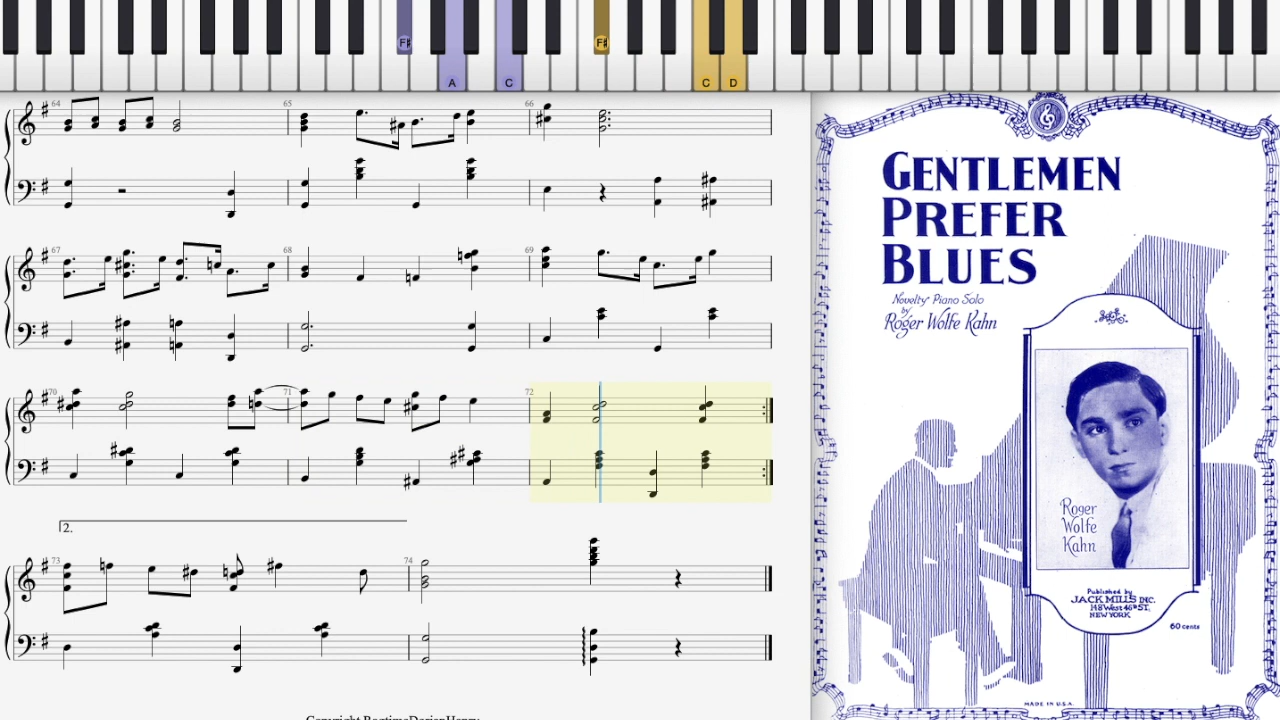 F♯ A C F♯ C D
64 65 66
GENTLEMEN
PREFER
BLUES
Novelty Piano Solo
by
Roger Wolfe Kahn
67 68 69
70 71 72
Roger
Wolfe
Kahn
2.
73 74
Published by
JACK MILLS INC.
148 West 46th ST.
NEW YORK
60 cents
MADE IN U.S.A.
Copyright RagtimeDorianHenry